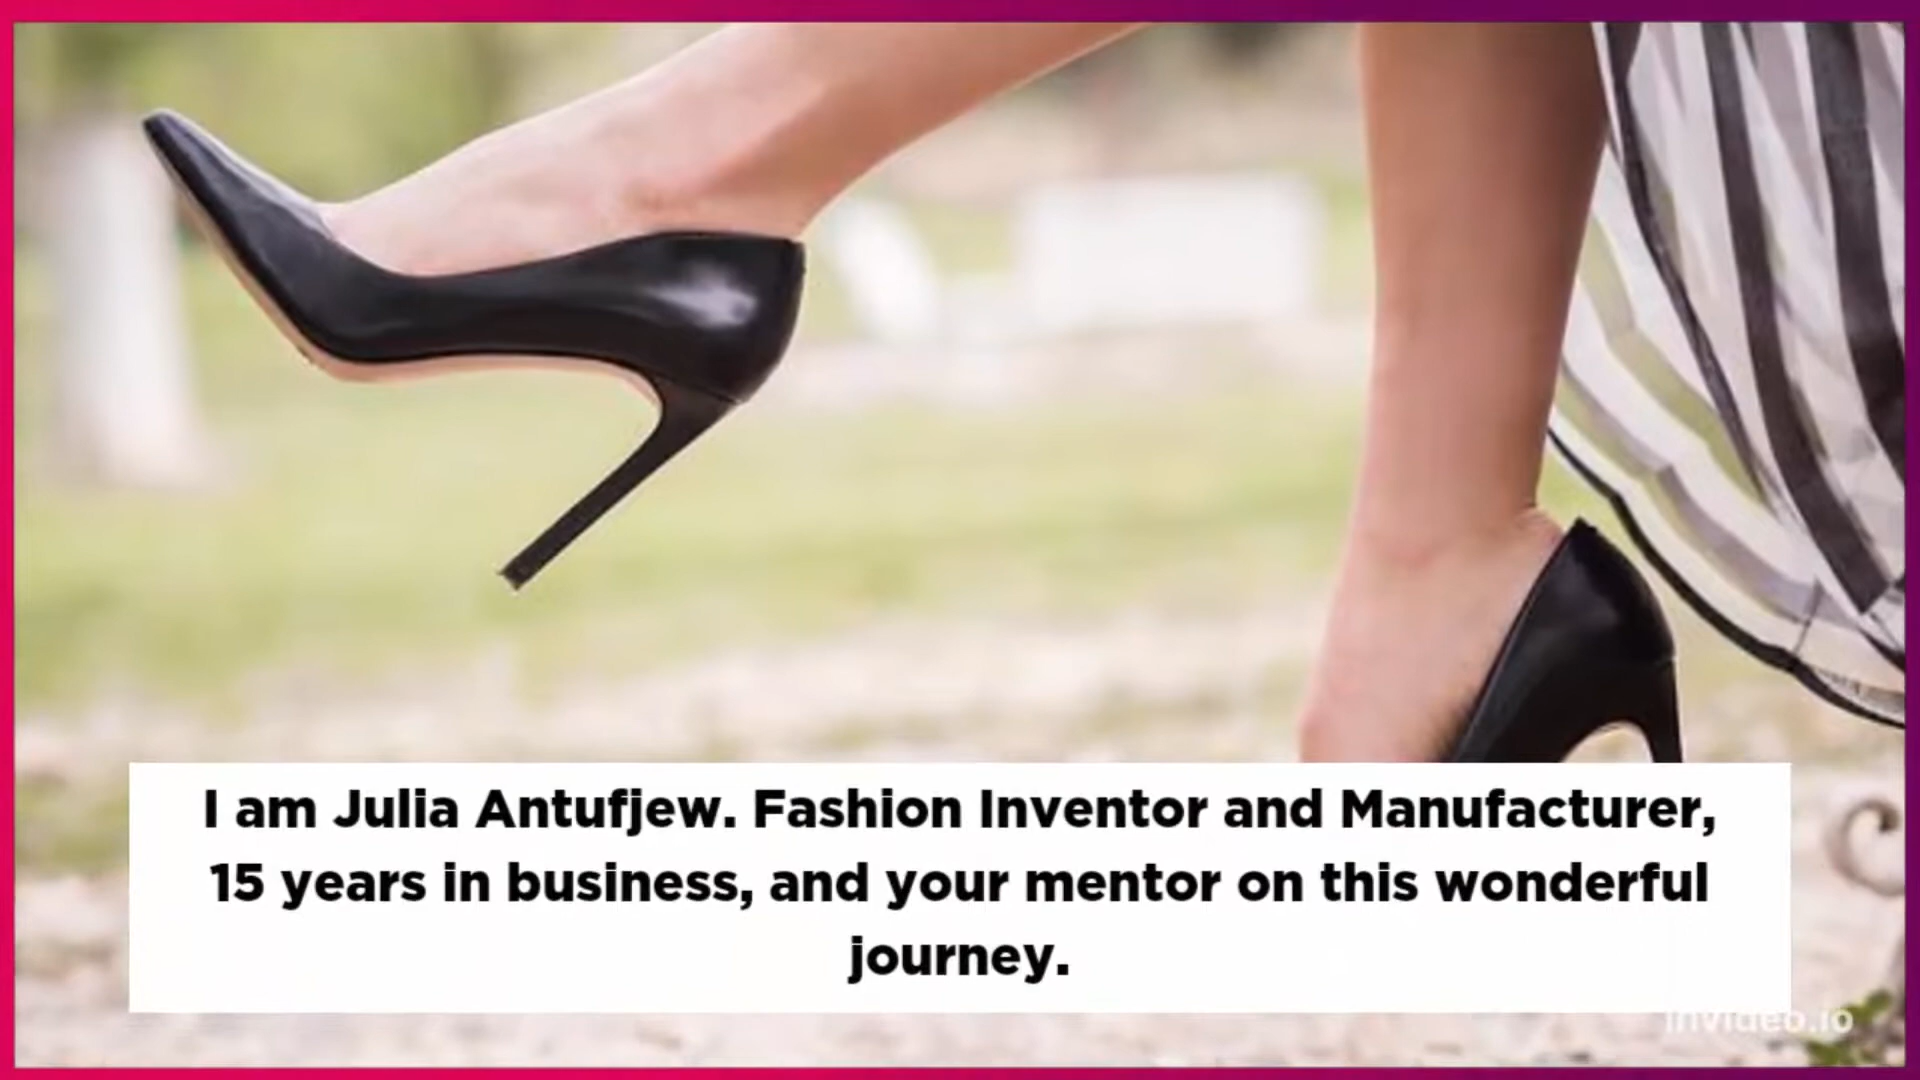 I am Julia Antufjew. Fashion Inventor and Manufacturer,
15 years in business, and your mentor on this wonderful
journey.
invideo.io